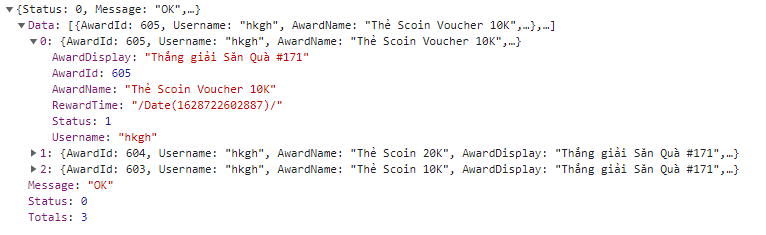 {Status: 0, Message: "OK",…}
Data: [{AwardId: 605, Username: "hkgh", AwardName: "Thẻ Scoin Voucher 10K",…},…]
0: {AwardId: 605, Username: "hkgh", AwardName: "Thẻ Scoin Voucher 10K",…}
AwardDisplay: "Thắng giải Săn Quà #171"
AwardId: 605
AwardName: "Thẻ Scoin Voucher 10K"
RewardTime: "/Date(1628722602887)/"
Status: 1
Username: "hkgh"
1: {AwardId: 604, Username: "hkgh", AwardName: "Thẻ Scoin 20K", AwardDisplay: "Thắng giải Săn Quà #171",…}
2: {AwardId: 603, Username: "hkgh", AwardName: "Thẻ Scoin 10K", AwardDisplay: "Thắng giải Săn Quà #171",…}
Message: "OK"
Status: 0
Totals: 3